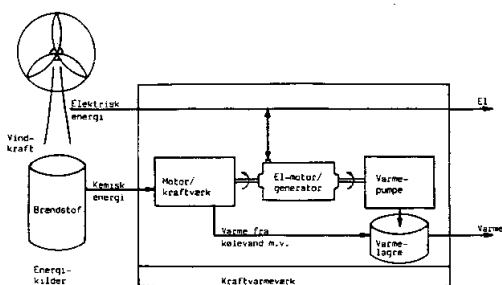 Elektrisk
energi
El
Vind-
kraft
Kemisk
energi
Brændstof
Motor/
kraftværk
El-motor/
generator
Varme-
pumpe
Varme fra
kølevand m.v.
Varme-
lagre
Varme
Energi-
kilder
Kraftvarmeværk